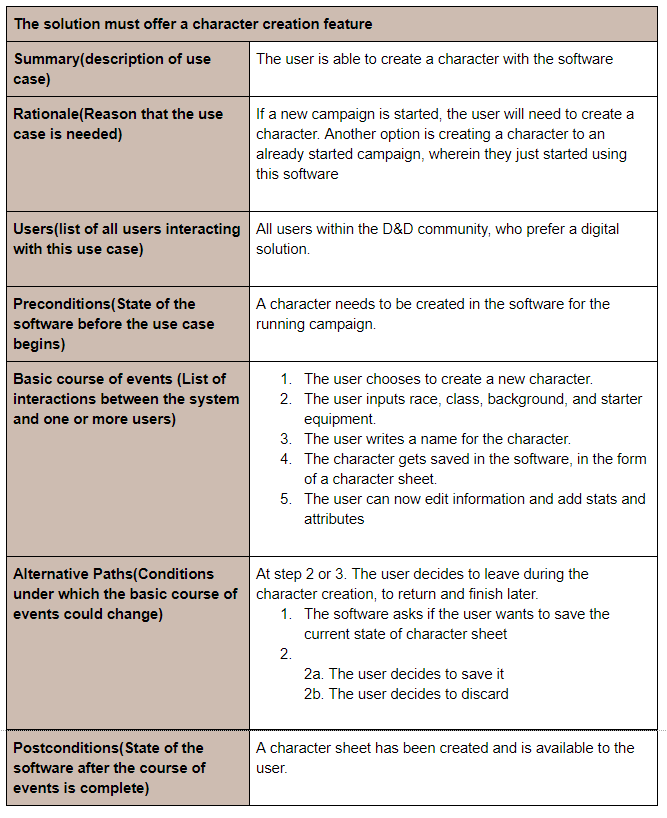 The solution must offer a character creation feature
Summary(description of use
case)
The user is able to create a character with the software
Rationale(Reason that the use
case is needed)
If a new campaign is started, the user will need to create a
character. Another option is creating a character to an
already started campaign, wherein they just started using
this software
Users(list of all users interacting
with this use case)
All users within the D&D community, who prefer a digital
solution.
Preconditions(State of the
software before the use case
begins)
A character needs to be created in the software for the
running campaign.
Basic course of events (List of
interactions between the system
and one or more users)
1. The user chooses to create a new character.
2. The user inputs race, class, background, and starter
equipment.
3. The user writes a name for the character.
4. The character gets saved in the software, in the form
of a character sheet.
5. The user can now edit information and add stats and
attributes
Alternative Paths(Conditions
under which the basic course of
events could change)
At step 2 or 3. The user decides to leave during the
character creation, to return and finish later.
1. The software asks if the user wants to save the
current state of character sheet
2.
2a. The user decides to save it
2b. The user decides to discard
Postconditions(State of the
software after the course of
events is complete)
A character sheet has been created and is available to the
user.